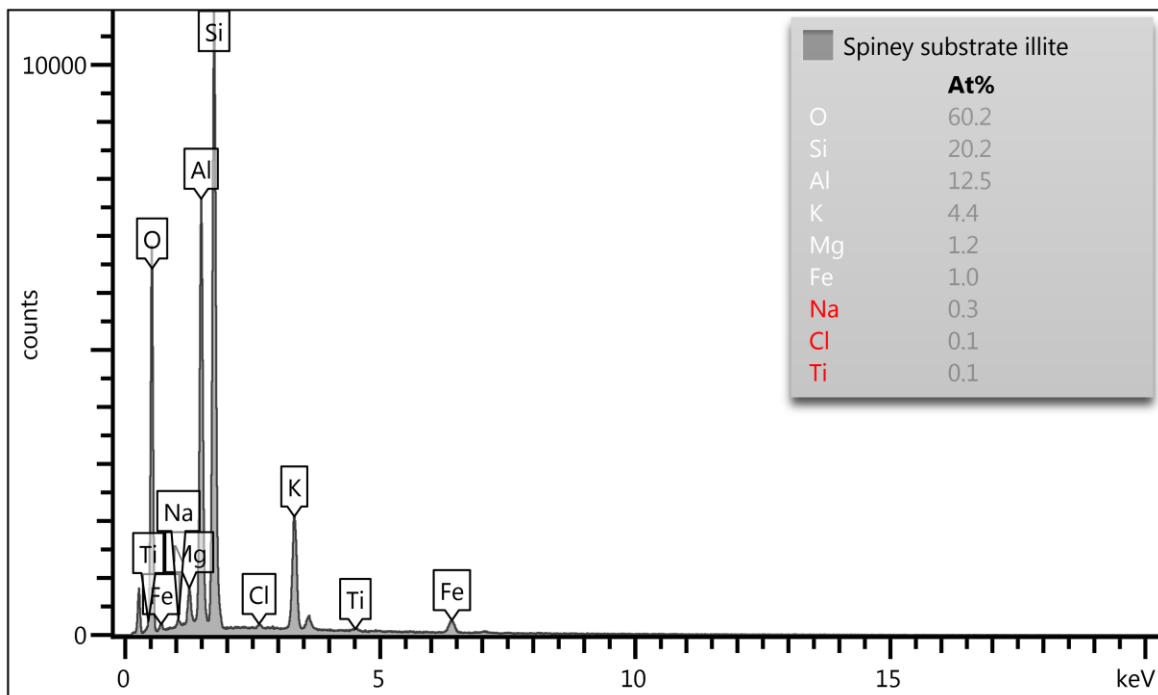 Si
10000
Al
O
counts
Na
K
Ti
Mg
Fe
Cl
Ti
Fe
0
0
5
10
15
keV
Spiney substrate illite
At%
O 60.2
Si 20.2
Al 12.5
K 4.4
Mg 1.2
Fe 1.0
Na 0.3
Cl 0.1
Ti 0.1